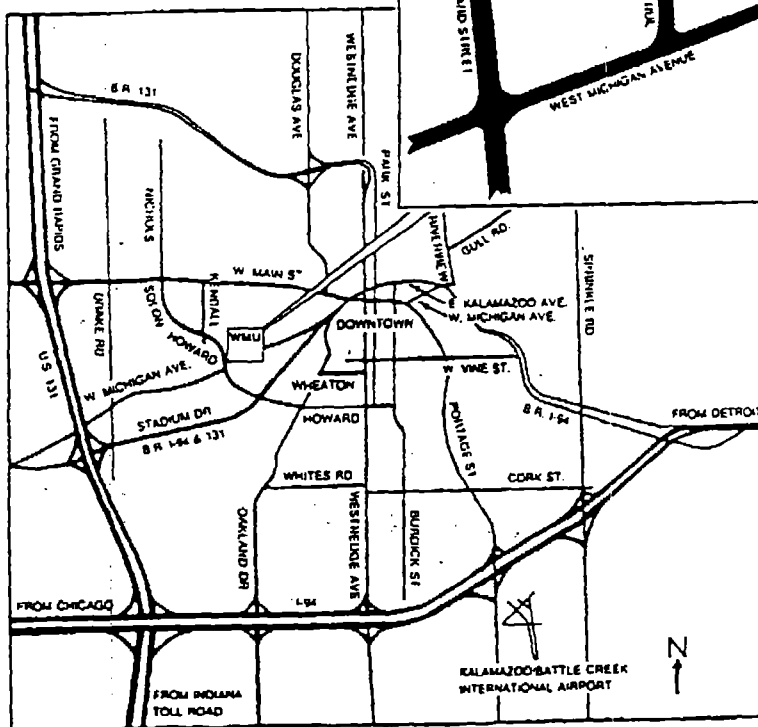 WEST MICHIGAN AVENUE
B.R. 131
DOUGLAS AVE
WESTNEDGE AVE
PARK ST
FROM GRAND RAPIDS
NICHOLS
DRAKE RD
SOLON
KENDALL
HOWARD
W MAIN ST
WMU
RIVERVIEW
GULL RD.
SPRINKLE RD
E. KALAMAZOO AVE.
W. MICHIGAN AVE.
DOWNTOWN
US 131
W MICHIGAN AVE.
WHEATON
W VINE ST.
B.R. I-94
FROM DETROIT
STADIUM DR
B.R. I-94 & 131
HOWARD
PORTAGE ST
WHITES RD
CORK ST.
OAKLAND DR
WESTNEDGE AVE
BURDICK ST
FROM CHICAGO
I-94
N
KALAMAZOO/BATTLE CREEK
INTERNATIONAL AIRPORT
FROM INDIANA
TOLL ROAD